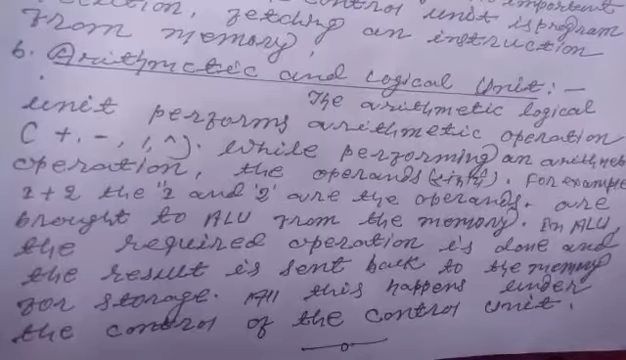 control unit is program
from memory, fetching an instruction
6. Arithmetic and Logical Unit:-
The arithmetic logical
unit performs arithmetic operation
(+, -, /, ^). While performing an arithmetic
operation, the operands (
). For example
1+2 the "1 and '2' are the operands. are
brought to ALU from the memory. In ALU,
the required operation is done and
the result is sent back to the memory
for storage. All this happens under
the control of the control unit.